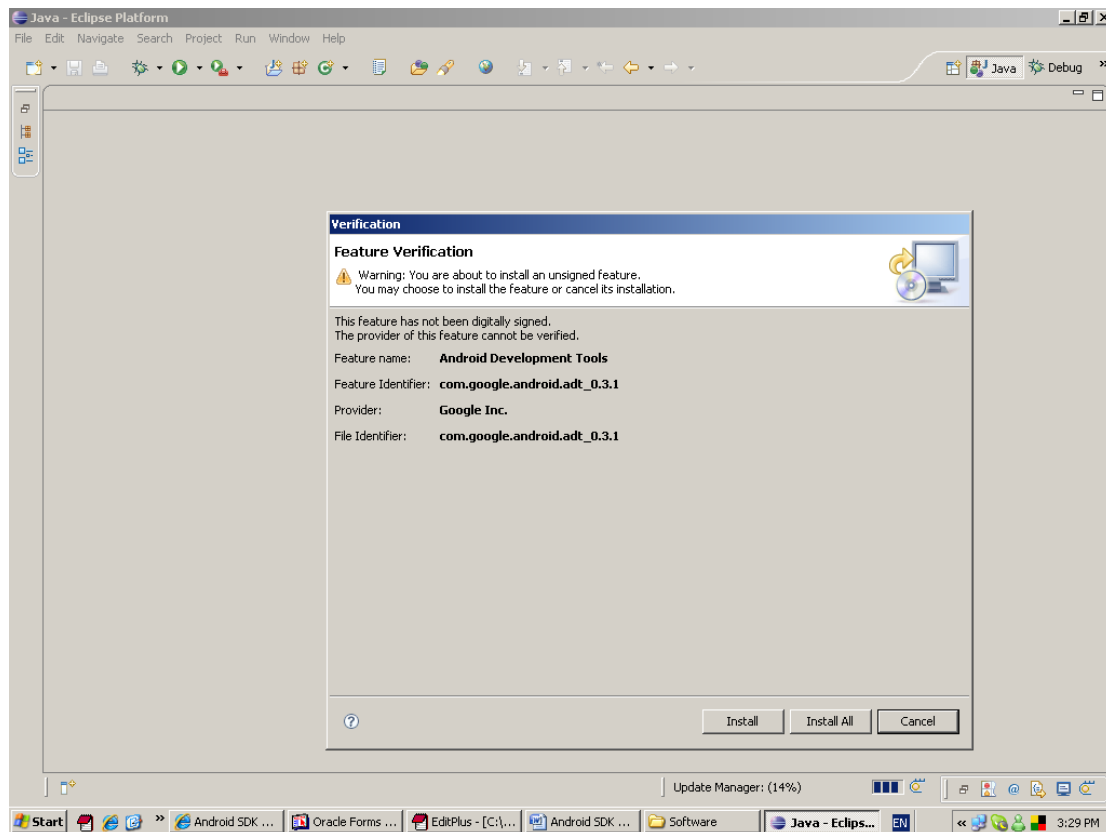 Java - Eclipse Platform
File Edit Navigate Search Project Run Window Help
Java Debug »
Verification
Feature Verification
Warning: You are about to install an unsigned feature.
You may choose to install the feature or cancel its installation.
This feature has not been digitally signed.
The provider of this feature cannot be verified.
Feature name: Android Development Tools
Feature Identifier: com.google.android.adt_0.3.1
Provider: Google Inc.
File Identifier: com.google.android.adt_0.3.1
Install Install All Cancel
Update Manager: (14%)
Start » Android SDK ... Oracle Forms ... EditPlus - [C:\... Android SDK ... Software Java - Eclips... EN « 3:29 PM